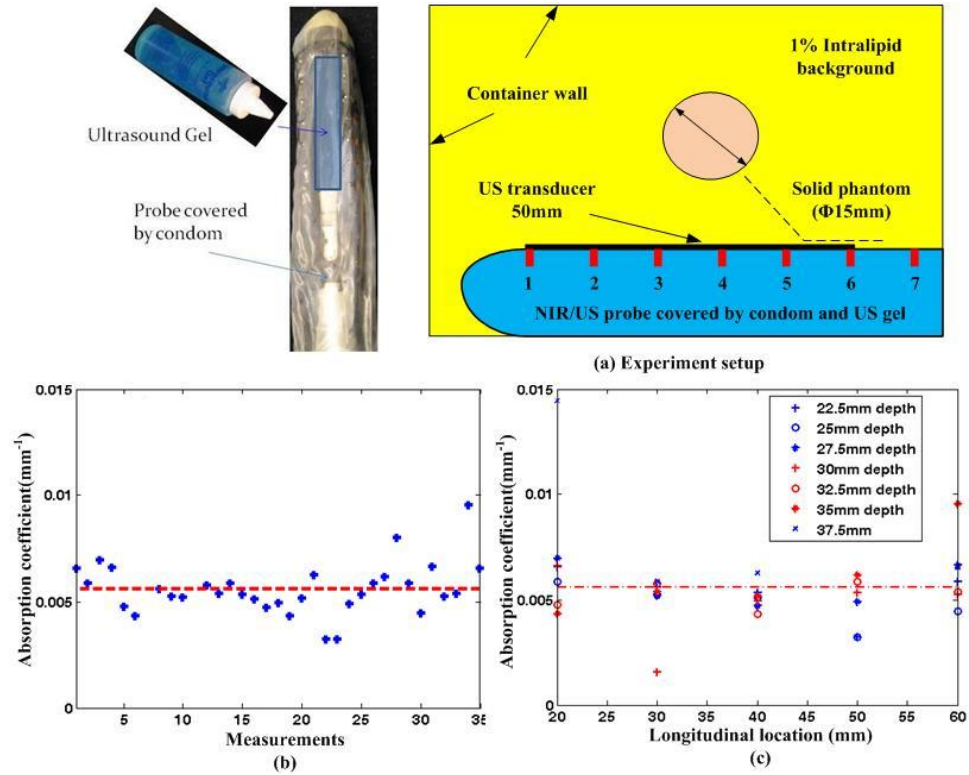 Ultrasound Gel
Probe covered
by condom
1% Intralipid
background
Container wall
US transducer
50mm
Solid phantom
(Φ15mm)
1 2 3 4 5 6 7
NIR/US probe covered by condom and US gel
(a) Experiment setup
Absorption coefficient(mm⁻¹)
0.015
0.01
0.005
0
5 10 15 20 25 30 35
Measurements
(b)
Absorption coefficient(mm⁻¹)
0.015
0.01
0.005
0
22.5mm depth
25mm depth
27.5mm depth
30mm depth
32.5mm depth
35mm depth
37.5mm
20 25 30 35 40 45 50 55 60
Longitudinal location (mm)
(c)